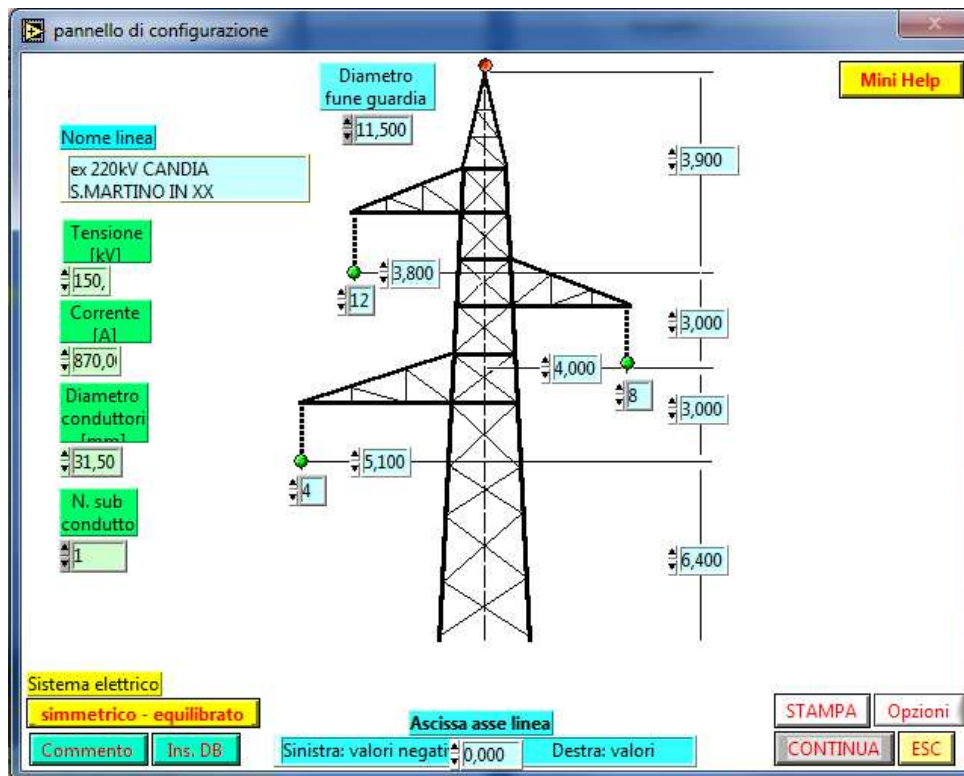 pannello di configurazione
Diametro
fune guardia
11,500
Mini Help
Nome linea
ex 220kV CANDIA
S.MARTINO IN XX
3,900
Tensione
[kV]
150,
3,800
12
Corrente
[A]
870,0
3,000
4,000
8
Diametro
conduttori
[mm]
31,50
3,000
5,100
4
N. sub
condutto
1
6,400
Sistema elettrico
simmetrico - equilibrato
Commento
Ins. DB
Ascissa asse linea
Sinistra: valori negati
0,000
Destra: valori
STAMPA
Opzioni
CONTINUA
ESC